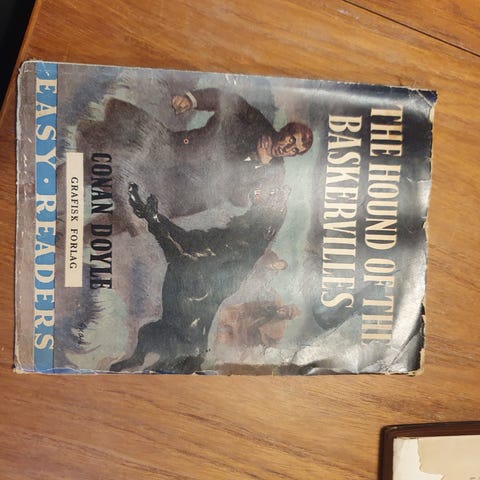 THE HOUND OF THE
BASKERVILLES
CONAN DOYLE
GRAFISK FORLAG
EASY · READERS